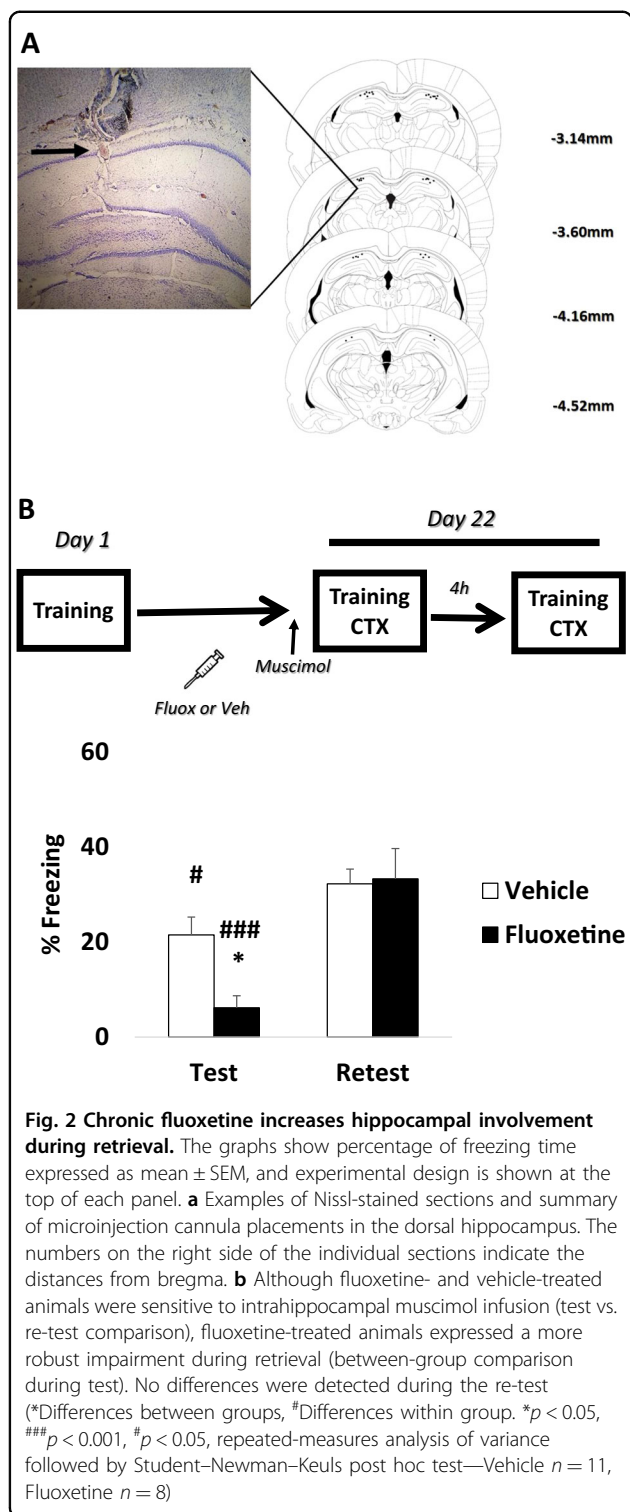 A
-3.14mm
-3.60mm
-4.16mm
-4.52mm
B
Day 1
Day 22
Training
Training
CTX
4h
Training
CTX
Muscimol
Fluox or Veh
60
40
20
0
% Freezing
#
###
*
Vehicle
Fluoxetine
Test
Retest
Fig. 2 Chronic fluoxetine increases hippocampal involvement
during retrieval. The graphs show percentage of freezing time
expressed as mean ± SEM, and experimental design is shown at the
top of each panel. a Examples of Nissl-stained sections and summary
of microinjection cannula placements in the dorsal hippocampus. The
numbers on the right side of the individual sections indicate the
distances from bregma. b Although fluoxetine- and vehicle-treated
animals were sensitive to intrahippocampal muscimol infusion (test vs.
re-test comparison), fluoxetine-treated animals expressed a more
robust impairment during retrieval (between-group comparison
during test). No differences were detected during the re-test
(*Differences between groups, #Differences within group. *p < 0.05,
###p < 0.001, #p < 0.05, repeated-measures analysis of variance
followed by Student–Newman–Keuls post hoc test—Vehicle n = 11,
Fluoxetine n = 8)